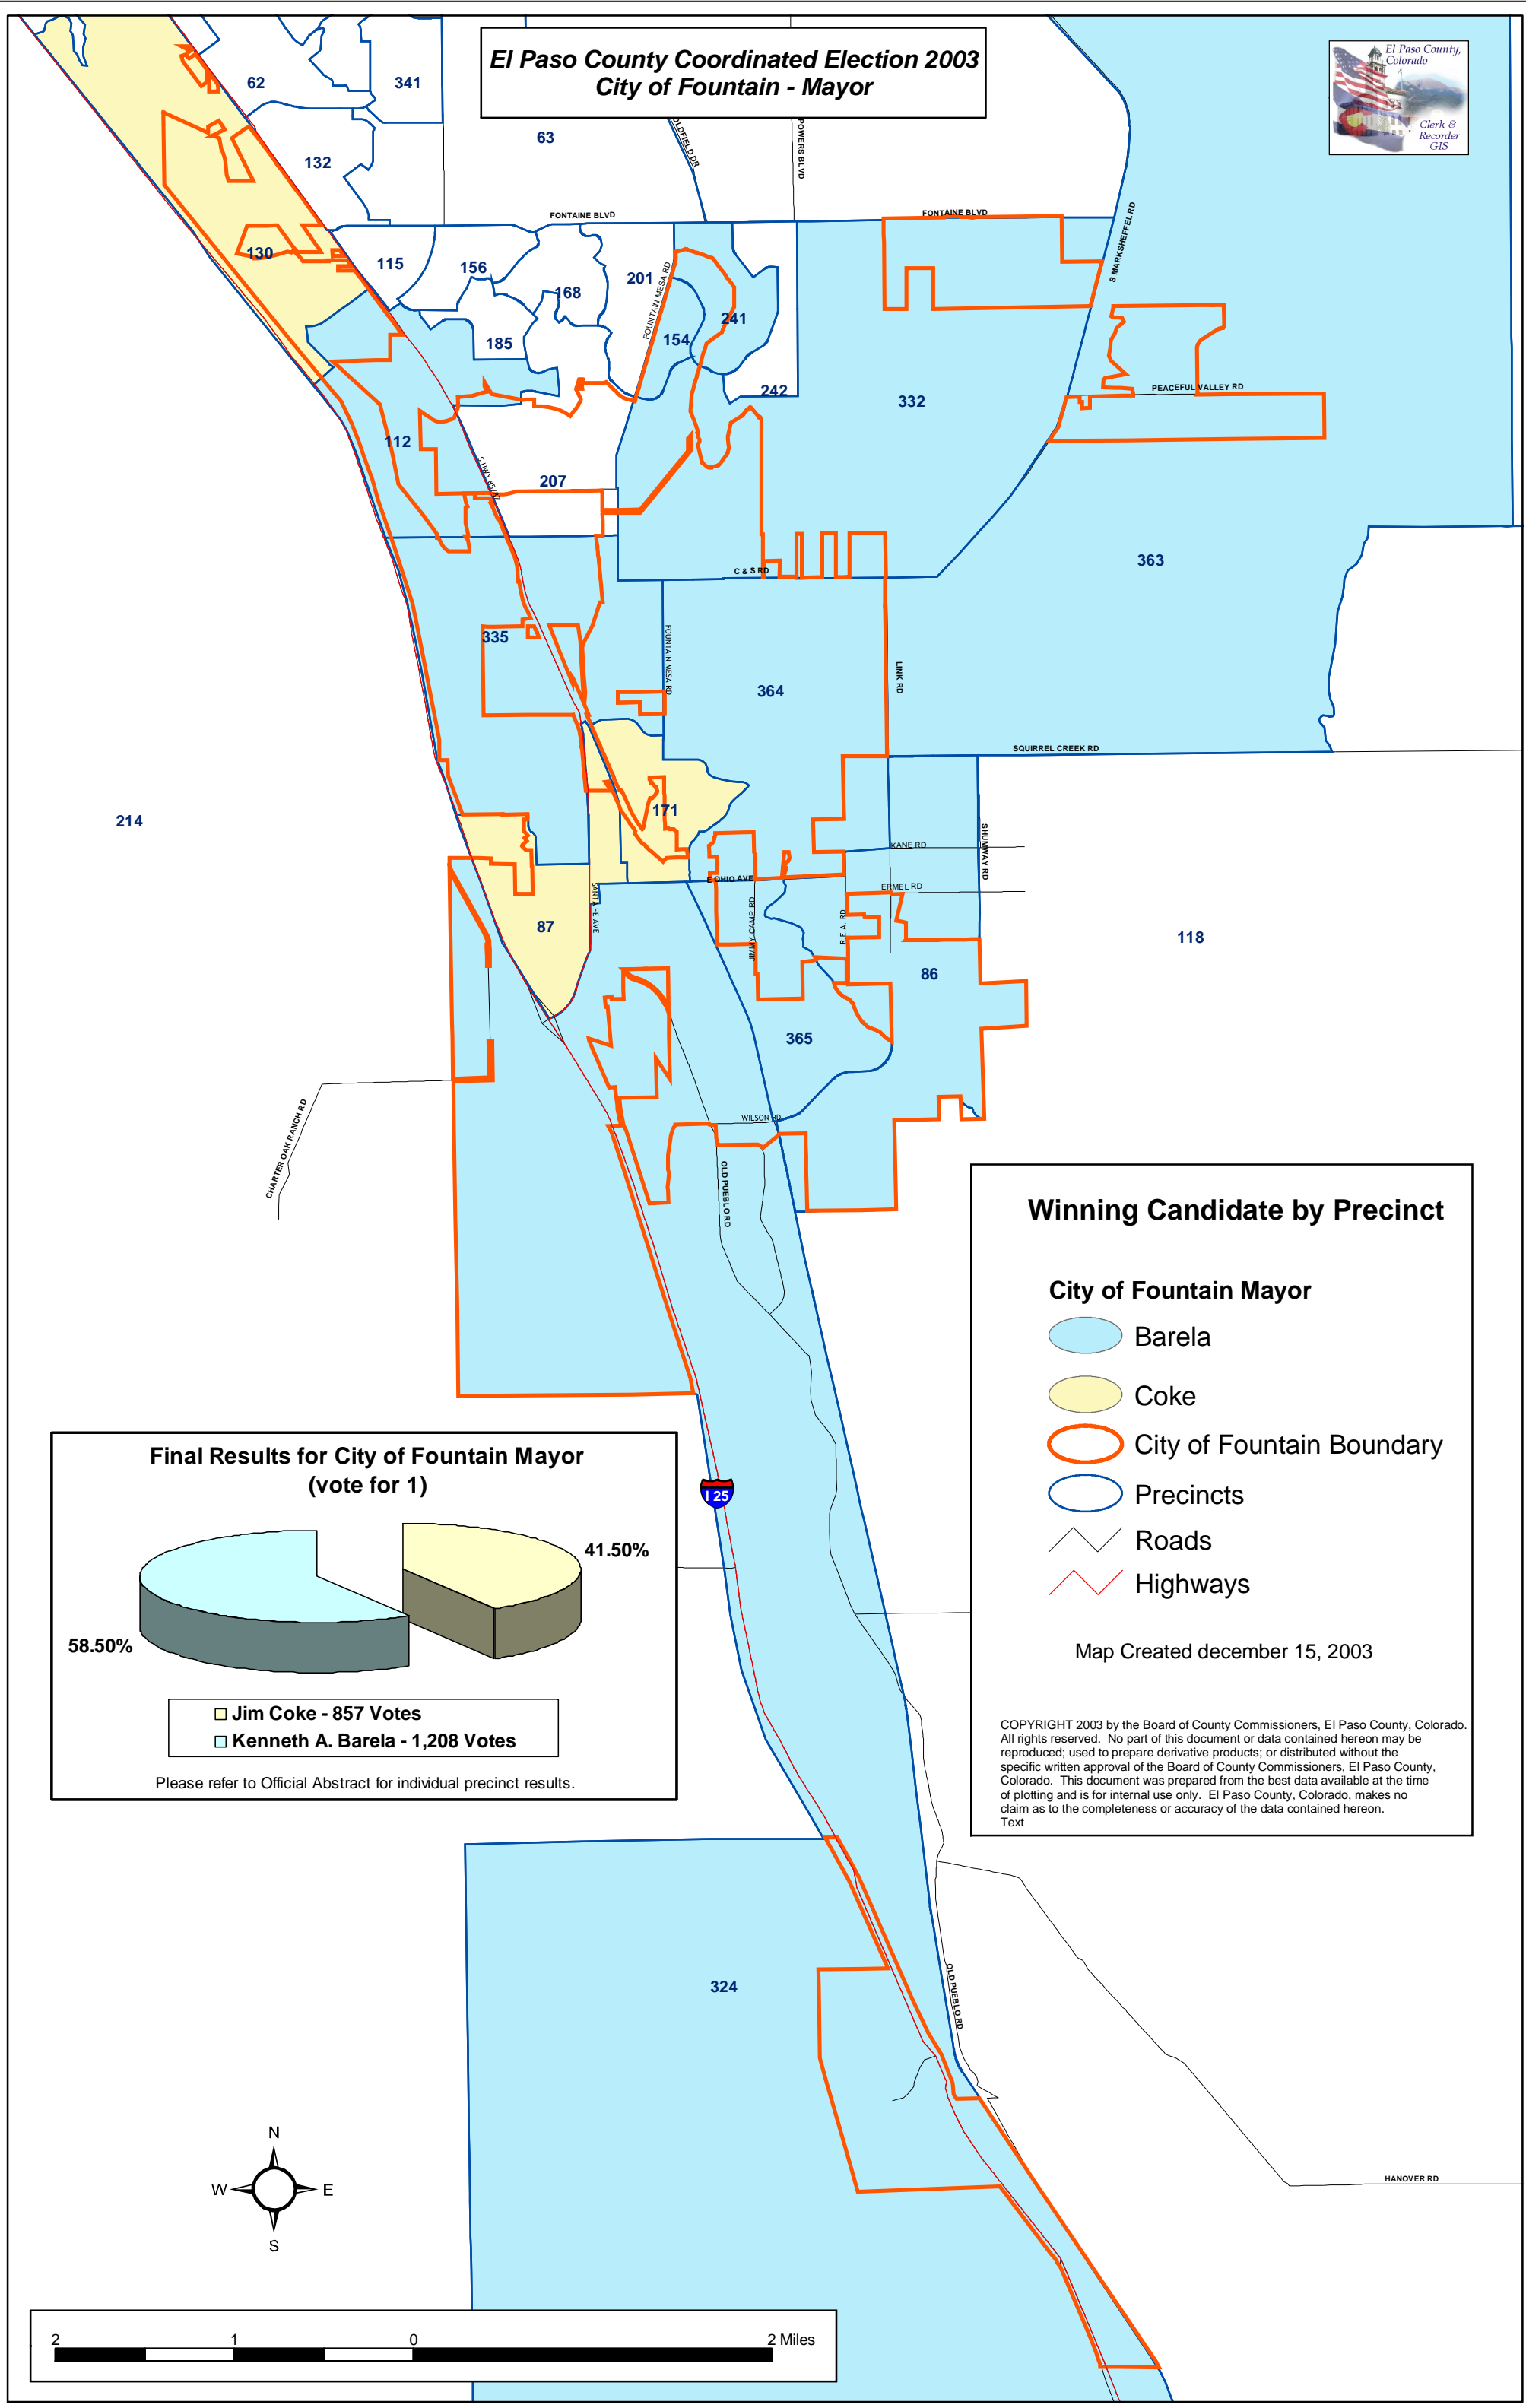 El Paso County Coordinated Election 2003
City of Fountain - Mayor
El Paso County,
Colorado
Clerk &
Recorder
GIS
62
341
132
63
OLDFIELD DR
POWERS BLVD
FONTAINE BLVD
FONTAINE BLVD
S MARKSHEFFEL RD
130
115
156
168
201
FOUNTAIN MESA RD
154
241
185
242
332
PEACEFUL VALLEY RD
112
S HWY 85/87
207
363
C & S RD
335
FOUNTAIN MESA RD
364
LINK RD
SQUIRREL CREEK RD
214
171
KANE RD
SHUMWAY RD
E OHIO AVE
ERMEL RD
SANTA FE AVE
JIMMY CAMP RD
R.E.A. RD
87
118
86
365
WILSON RD
CHARTER OAK RANCH RD
OLD PUEBLO RD
Winning Candidate by Precinct
City of Fountain Mayor
Barela
Coke
City of Fountain Boundary
Precincts
Roads
Highways
Map Created december 15, 2003
COPYRIGHT 2003 by the Board of County Commissioners, El Paso County, Colorado.
All rights reserved. No part of this document or data contained hereon may be
reproduced; used to prepare derivative products; or distributed without the
specific written approval of the Board of County Commissioners, El Paso County,
Colorado. This document was prepared from the best data available at the time
of plotting and is for internal use only. El Paso County, Colorado, makes no
claim as to the completeness or accuracy of the data contained hereon.
Text
Final Results for City of Fountain Mayor
(vote for 1)
41.50%
58.50%
Jim Coke - 857 Votes
Kenneth A. Barela - 1,208 Votes
Please refer to Official Abstract for individual precinct results.
I 25
324
OLD PUEBLO RD
HANOVER RD
N
W E
S
2 1 0 2 Miles